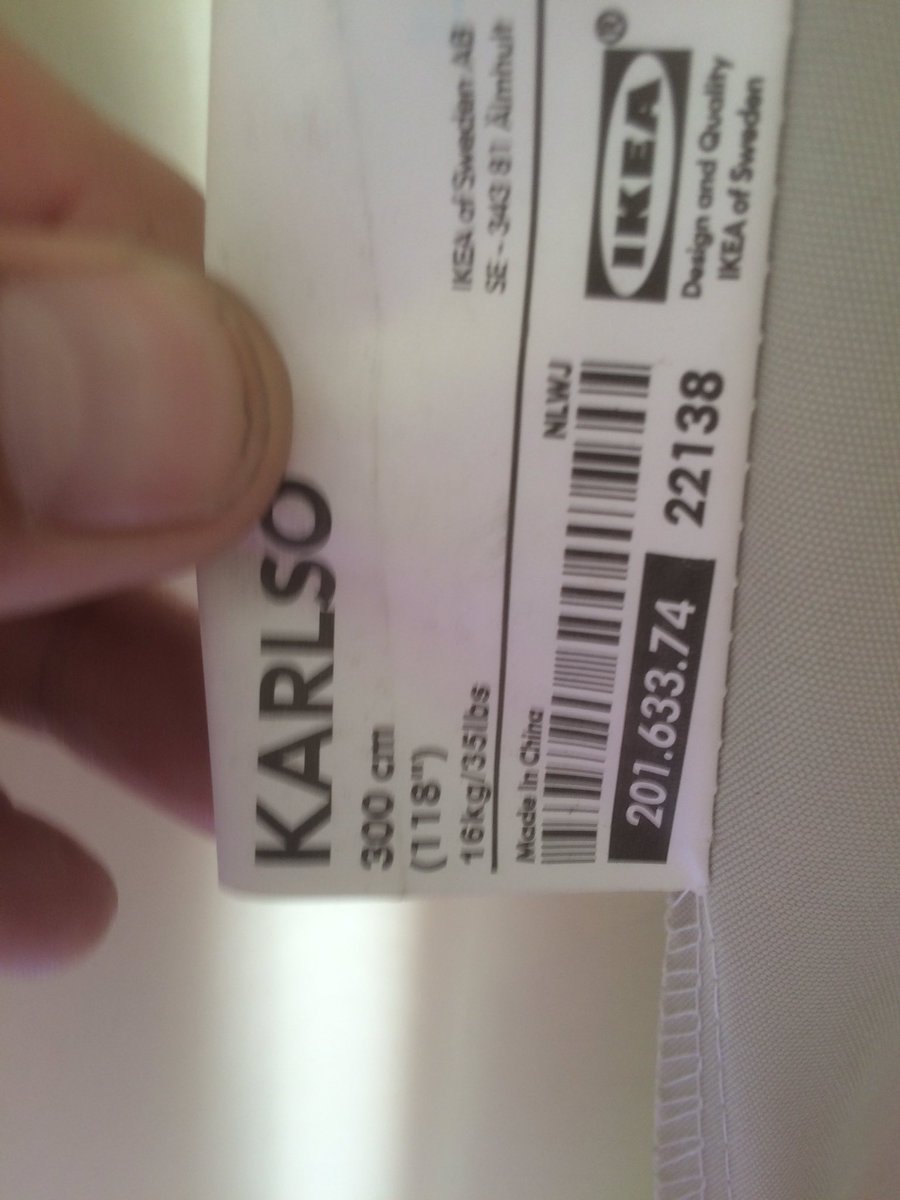 KARLSO
300 cm
(118")
16kg/35lbs
IKEA of Sweden AB
SE - 343 81 Älmhult
Made in China
NLWJ
201.633.74 22138
IKEA®
Design and Quality
IKEA of Sweden